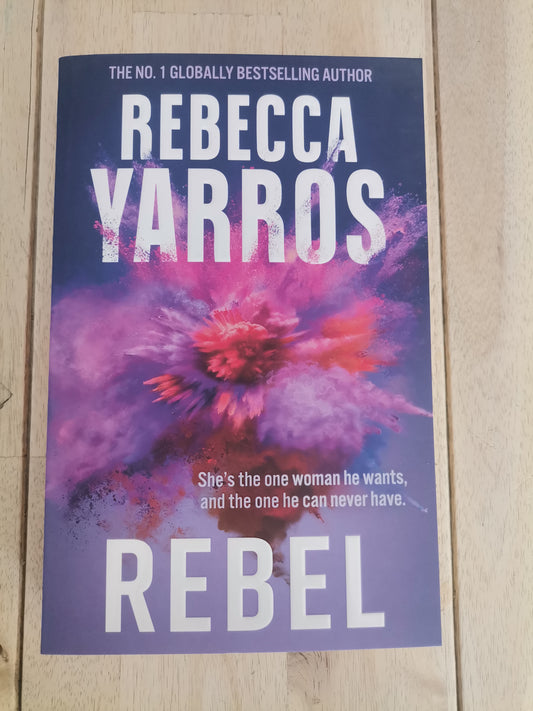 THE NO. 1 GLOBALLY BESTSELLING AUTHOR
REBECCA
YARROS
She's the one woman he wants,
and the one he can never have.
REBEL